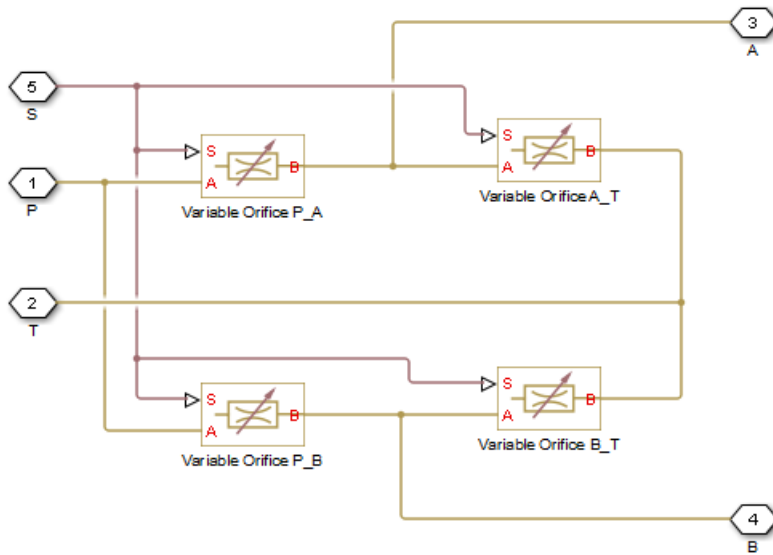 3
A
5
S
S
A
B
Variable Orifice P_A
S
A
B
Variable Orifice A_T
1
P
2
T
S
A
B
Variable Orifice P_B
S
A
B
Variable Orifice B_T
4
B